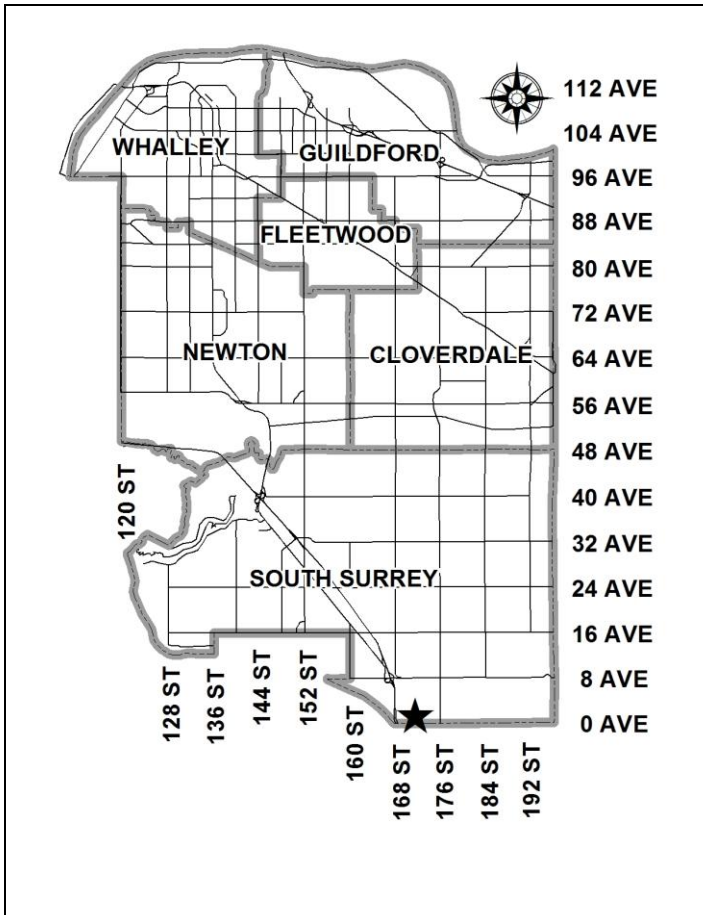 112 AVE
104 AVE
WHALLEY
GUILDFORD
96 AVE
88 AVE
FLEETWOOD
80 AVE
72 AVE
NEWTON
CLOVERDALE
64 AVE
56 AVE
48 AVE
120 ST
40 AVE
32 AVE
SOUTH SURREY
24 AVE
16 AVE
128 ST
136 ST
144 ST
152 ST
160 ST
8 AVE
0 AVE
168 ST
176 ST
184 ST
192 ST